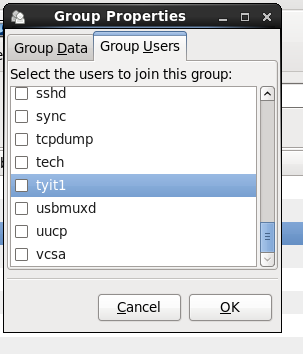 Group Properties
Group Data
Group Users
Select the users to join this group:
sshd
sync
tcpdump
tech
tyit1
usbmuxd
uucp
vcsa
Cancel
OK